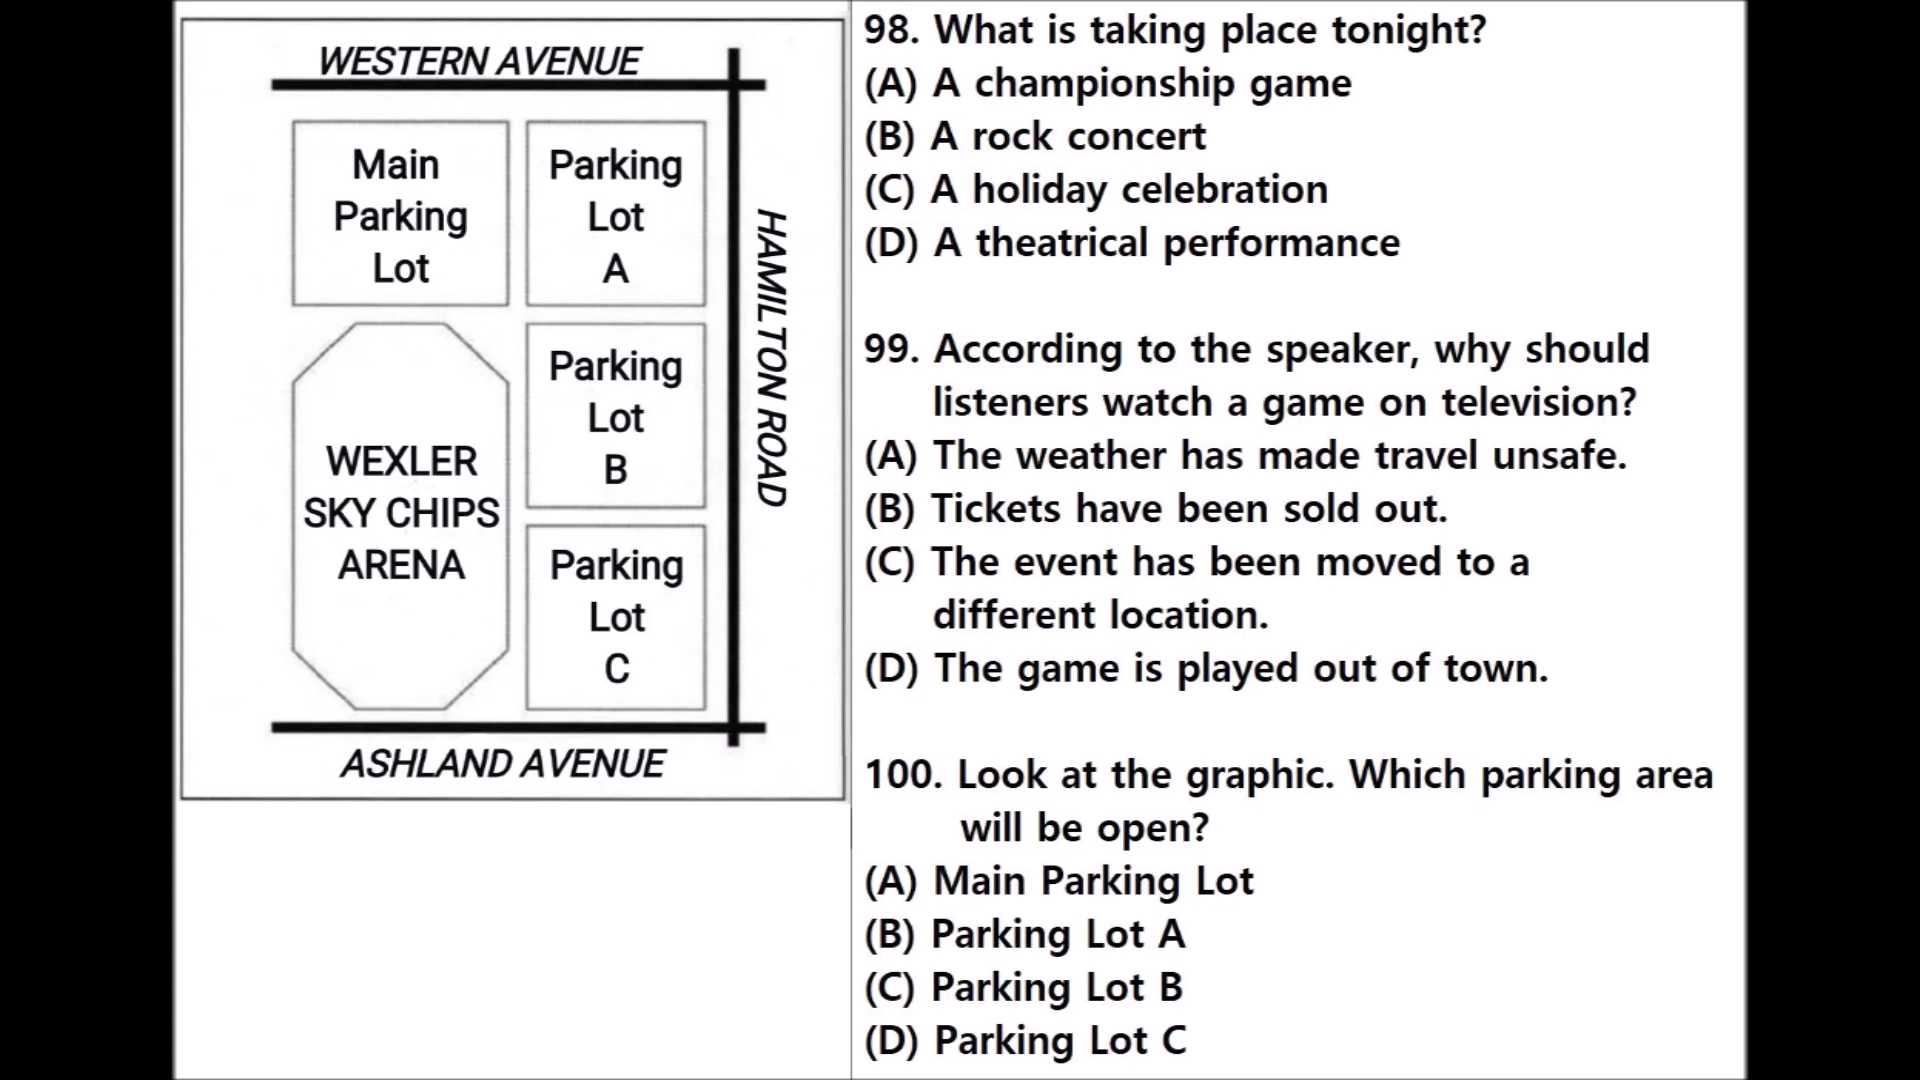 WESTERN AVENUE
Main
Parking
Lot
Parking
Lot
A
WEXLER
SKY CHIPS
ARENA
Parking
Lot
B
Parking
Lot
C
HAMILTON ROAD
ASHLAND AVENUE
98. What is taking place tonight?
(A) A championship game
(B) A rock concert
(C) A holiday celebration
(D) A theatrical performance
99. According to the speaker, why should
listeners watch a game on television?
(A) The weather has made travel unsafe.
(B) Tickets have been sold out.
(C) The event has been moved to a
different location.
(D) The game is played out of town.
100. Look at the graphic. Which parking area
will be open?
(A) Main Parking Lot
(B) Parking Lot A
(C) Parking Lot B
(D) Parking Lot C